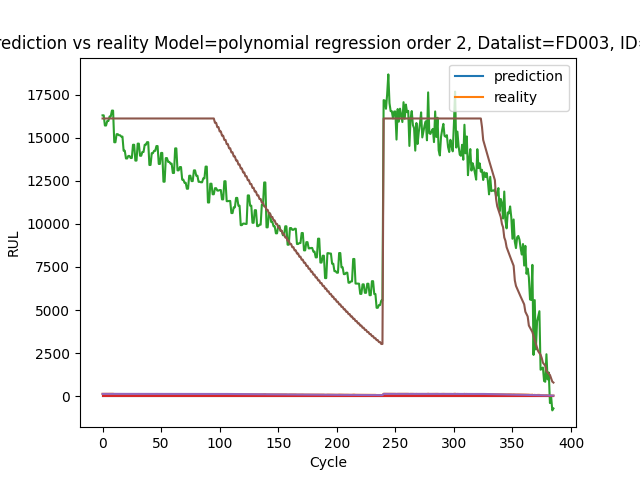 rediction vs reality Model=polynomial regression order 2, Datalist=FD003, ID=
prediction
reality
RUL
17500
15000
12500
10000
7500
5000
2500
0
0 50 100 150 200 250 300 350 400
Cycle